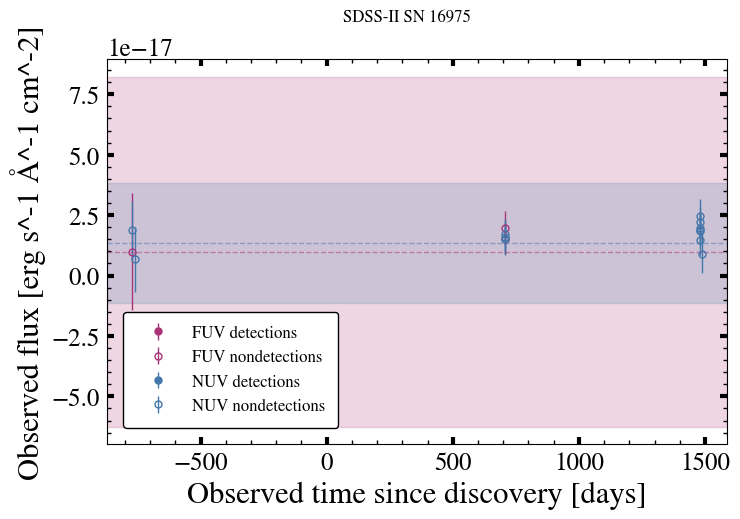 SDSS-II SN 16975
1e−17
7.5
5.0
2.5
0.0
−2.5
−5.0
Observed flux [erg s^-1 Å^-1 cm^-2]
FUV detections
FUV nondetections
NUV detections
NUV nondetections
−500 0 500 1000 1500
Observed time since discovery [days]